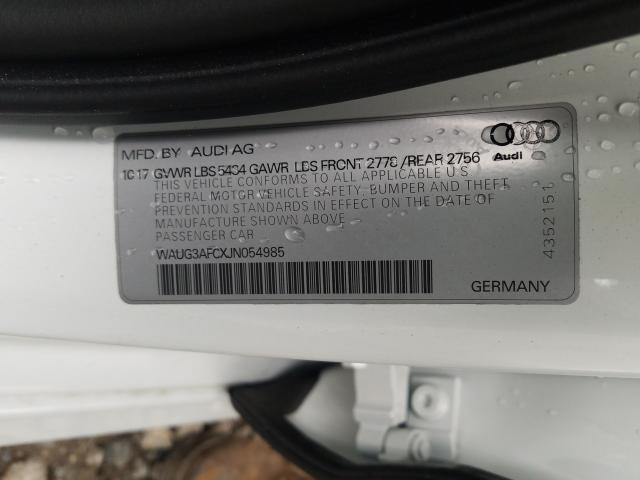 MFD. BY AUDI AG
10-17 GVWR LBS 5434 GAWR LBS FRONT 2778 /REAR 2756
THIS VEHICLE CONFORMS TO ALL APPLICABLE U.S
FEDERAL MOTOR VEHICLE SAFETY, BUMPER AND THEFT
PREVENTION STANDARDS IN EFFECT ON THE DATE OF
MANUFACTURE SHOWN ABOVE
PASSENGER CAR
WAUG3AFCXJN054985
Audi
4352151
GERMANY